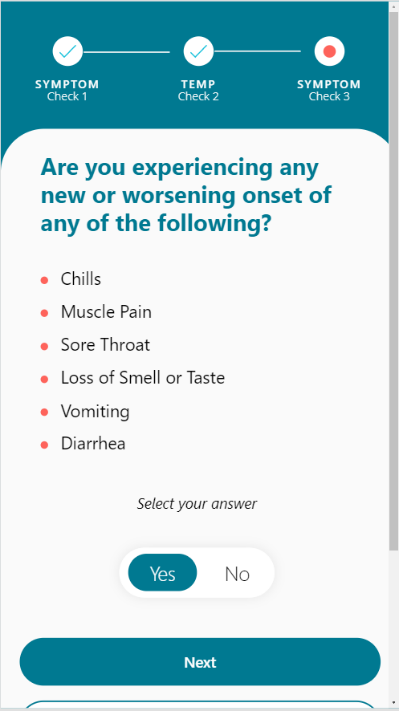 SYMPTOM
Check 1
TEMP
Check 2
SYMPTOM
Check 3
Are you experiencing any
new or worsening onset of
any of the following?
Chills
Muscle Pain
Sore Throat
Loss of Smell or Taste
Vomiting
Diarrhea
Select your answer
Yes No
Next